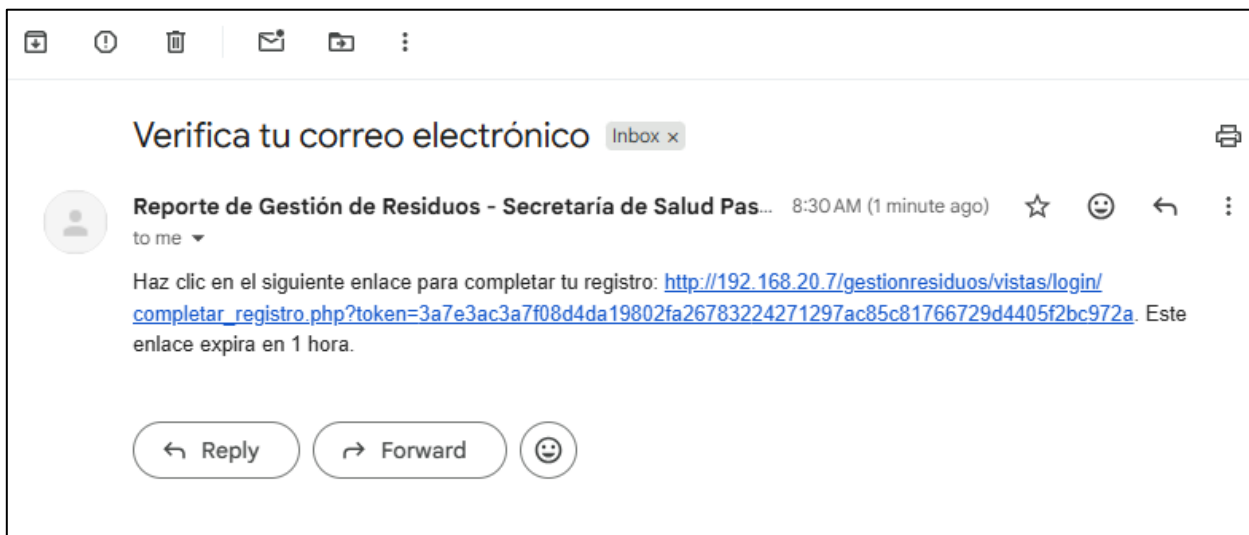 Verifica tu correo electrónico Inbox ×
Reporte de Gestión de Residuos - Secretaría de Salud Pas... 8:30 AM (1 minute ago)
to me
Haz clic en el siguiente enlace para completar tu registro: http://192.168.20.7/gestionresiduos/vistas/login/
completar_registro.php?token=3a7e3ac3a7f08d4da19802fa26783224271297ac85c81766729d4405f2bc972a. Este
enlace expira en 1 hora.
Reply Forward